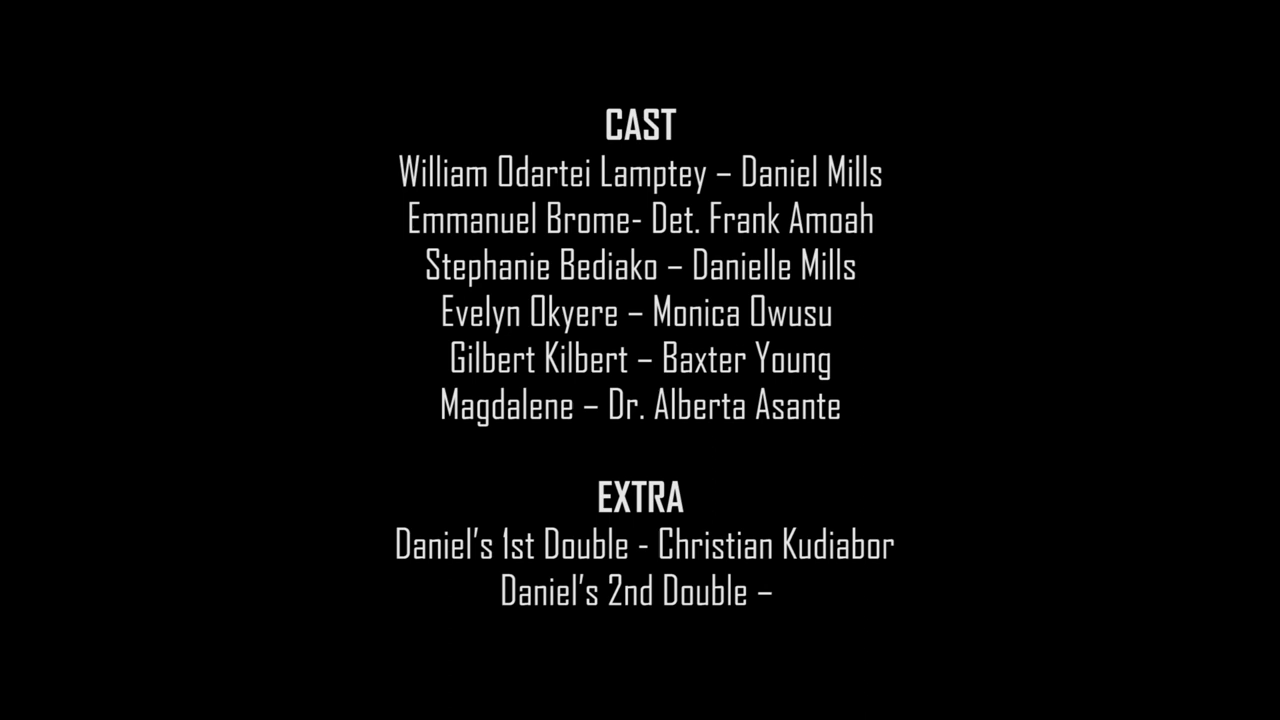 CAST
William Odartei Lamptey – Daniel Mills
Emmanuel Brome- Det. Frank Amoah
Stephanie Bediako – Danielle Mills
Evelyn Okyere – Monica Owusu
Gilbert Kilbert – Baxter Young
Magdalene – Dr. Alberta Asante
EXTRA
Daniel’s 1st Double - Christian Kudiabor
Daniel’s 2nd Double –